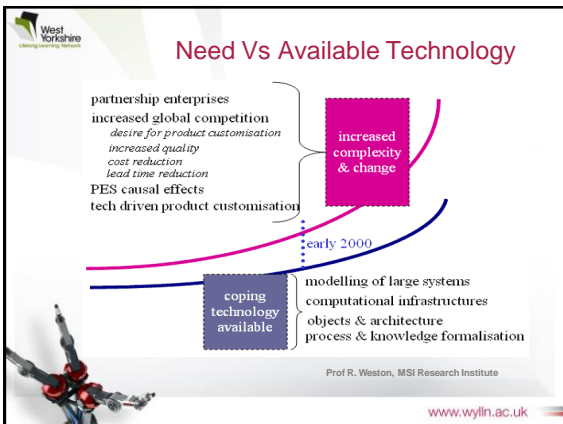 West
Yorkshire
Lifelong Learning Network
Need Vs Available Technology
partnership enterprises
increased global competition
desire for product customisation
increased quality
cost reduction
lead time reduction
PES causal effects
tech driven product customisation
increased
complexity
& change
early 2000
coping
technology
available
modelling of large systems
computational infrastructures
objects & architecture
process & knowledge formalisation
Prof R. Weston, MSI Research Institute
www.wylln.ac.uk